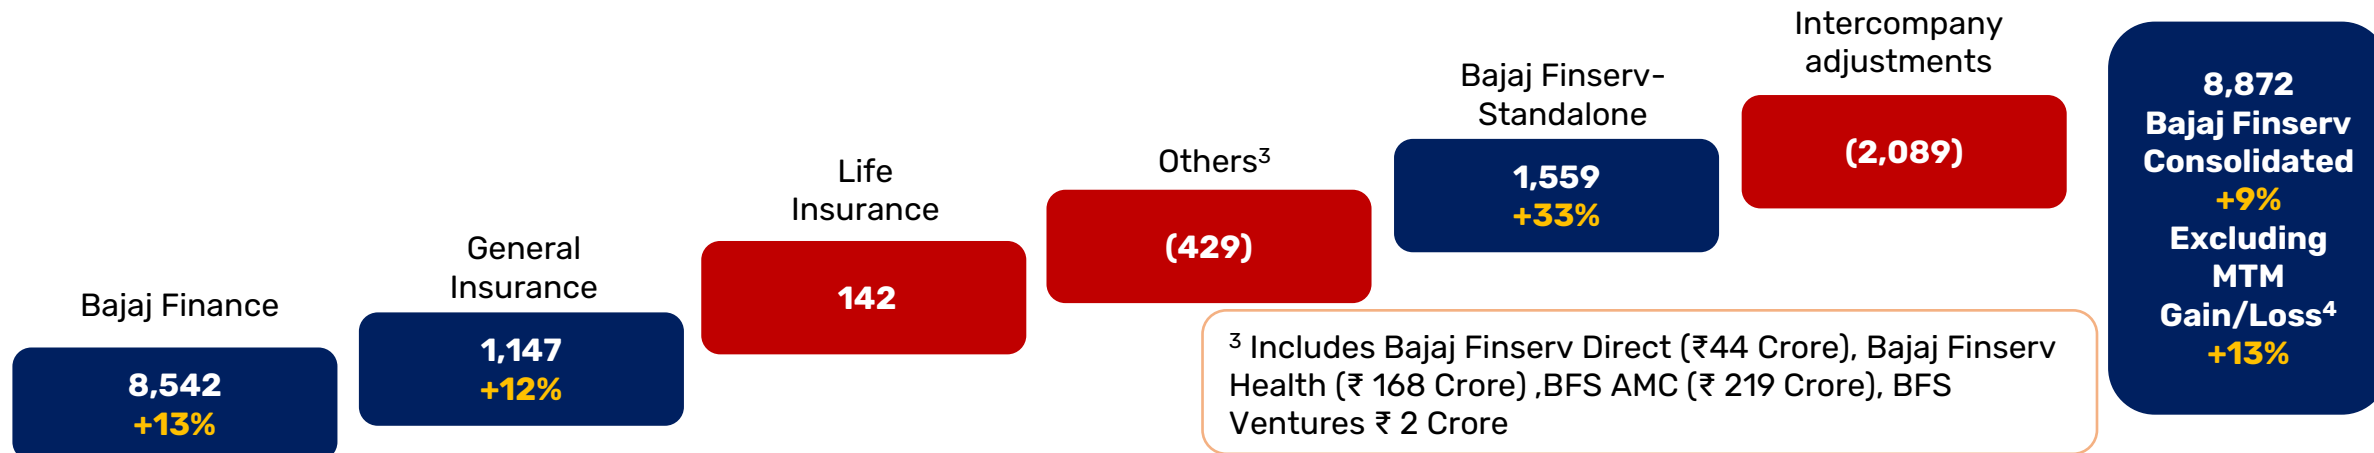 Bajaj Finance
8,542
+13%
General
Insurance
1,147
+12%
Life
Insurance
142
Others³
(429)
Bajaj Finserv-
Standalone
1,559
+33%
Intercompany
adjustments
(2,089)
8,872
Bajaj Finserv
Consolidated
+9%
Excluding
MTM
Gain/Loss⁴
+13%
³ Includes Bajaj Finserv Direct (₹44 Crore), Bajaj Finserv
Health (₹ 168 Crore) ,BFS AMC (₹ 219 Crore), BFS
Ventures ₹ 2 Crore